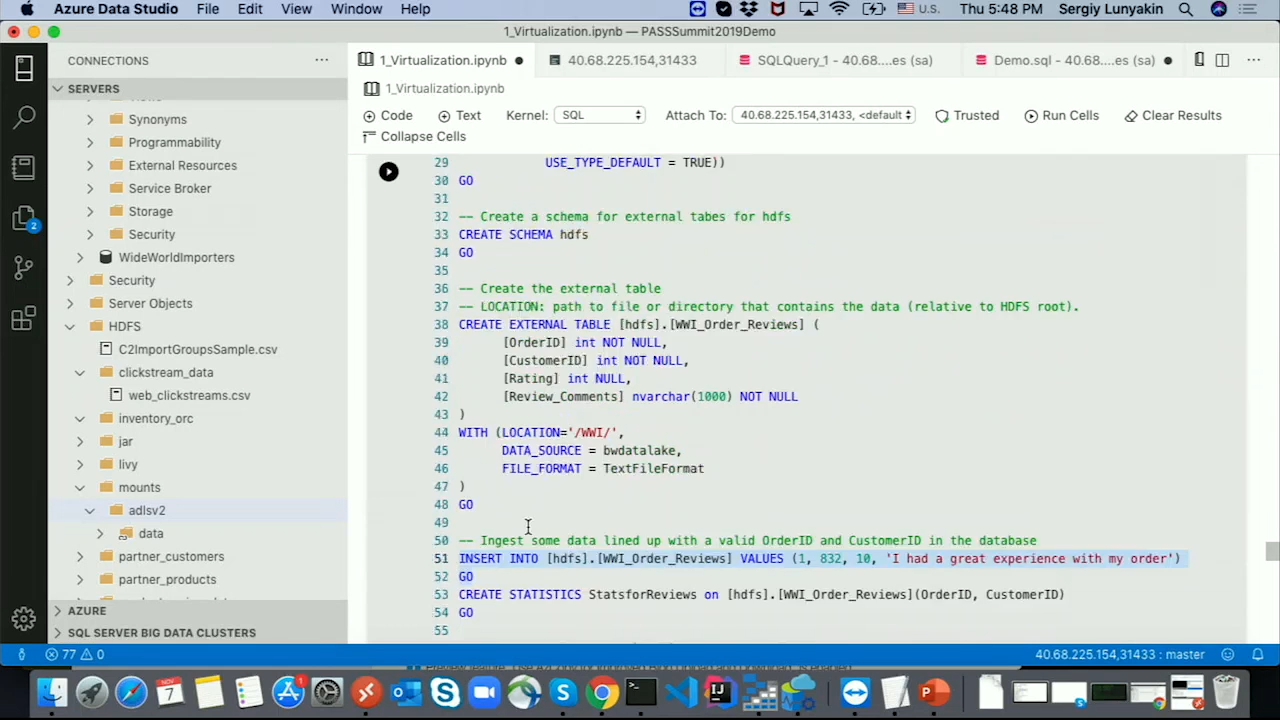 Azure Data Studio File Edit View Window Help U.S. Thu 5:48 PM Sergiy Lunyakin
1_Virtualization.ipynb — PASSSummit2019Demo
CONNECTIONS
1_Virtualization.ipynb
40.68.225.154,31433
SQLQuery_1 - 40.68....es (sa)
Demo.sql - 40.68....es (sa)
SERVERS
1_Virtualization.ipynb
Synonyms
Programmability
External Resources
Service Broker
Storage
Security
WideWorldImporters
Security
Server Objects
HDFS
C2ImportGroupsSample.csv
clickstream_data
web_clickstreams.csv
inventory_orc
jar
livy
mounts
adlsv2
data
partner_customers
partner_products
AZURE
SQL SERVER BIG DATA CLUSTERS
2
Code Text Kernel: SQL Attach To: 40.68.225.154,31433, <default Trusted Run Cells Clear Results
Collapse Cells
29 USE_TYPE_DEFAULT = TRUE))
30 GO
31
32 -- Create a schema for external tabes for hdfs
33 CREATE SCHEMA hdfs
34 GO
35
36 -- Create the external table
37 -- LOCATION: path to file or directory that contains the data (relative to HDFS root).
38 CREATE EXTERNAL TABLE [hdfs].[WWI_Order_Reviews] (
39 [OrderID] int NOT NULL,
40 [CustomerID] int NOT NULL,
41 [Rating] int NULL,
42 [Review_Comments] nvarchar(1000) NOT NULL
43 )
44 WITH (LOCATION='/WWI/',
45 DATA_SOURCE = bwdatalake,
46 FILE_FORMAT = TextFileFormat
47 )
48 GO
49
50 -- Ingest some data lined up with a valid OrderID and CustomerID in the database
51 INSERT INTO [hdfs].[WWI_Order_Reviews] VALUES (1, 832, 10, 'I had a great experience with my order')
52 GO
53 CREATE STATISTICS StatsforReviews on [hdfs].[WWI_Order_Reviews](OrderID, CustomerID)
54 GO
55
77 0
40.68.225.154,31433 : master